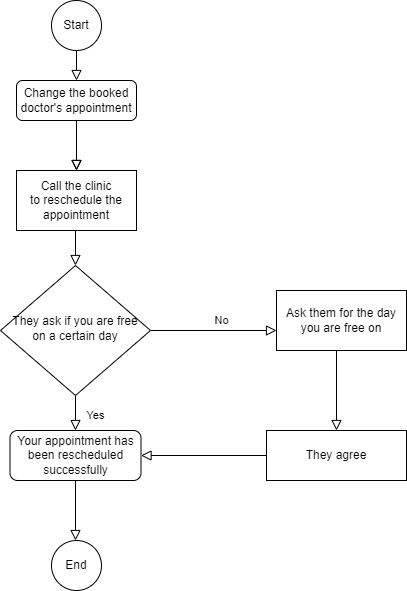 Start
Change the booked
doctor's appointment
Call the clinic
to reschedule the
appointment
They ask if you are free
on a certain day
No
Ask them for the day
you are free on
Yes
Your appointment has
been rescheduled
successfully
They agree
End